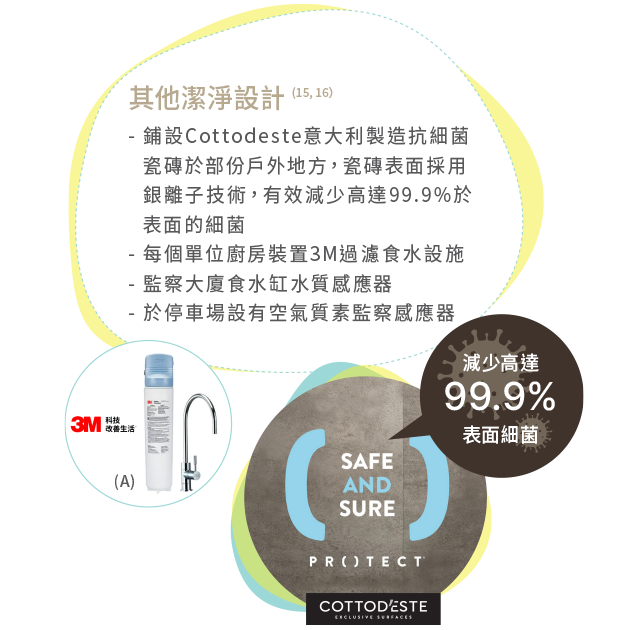 其他潔淨設計 (15, 16)
- 鋪設Cottodeste意大利製造抗細菌
瓷磚於部份戶外地方，瓷磚表面採用
銀離子技術，有效減少高達99.9%於
表面的細菌
- 每個單位廚房裝置3M過濾食水設施
- 監察大廈食水缸水質感應器
- 於停車場設有空氣質素監察感應器
減少高達
99.9%
表面細菌
3M 科技
改善生活
(A)
SAFE
AND
SURE
PR()TECT
COTTOD'ESTE
EXCLUSIVE SURFACES